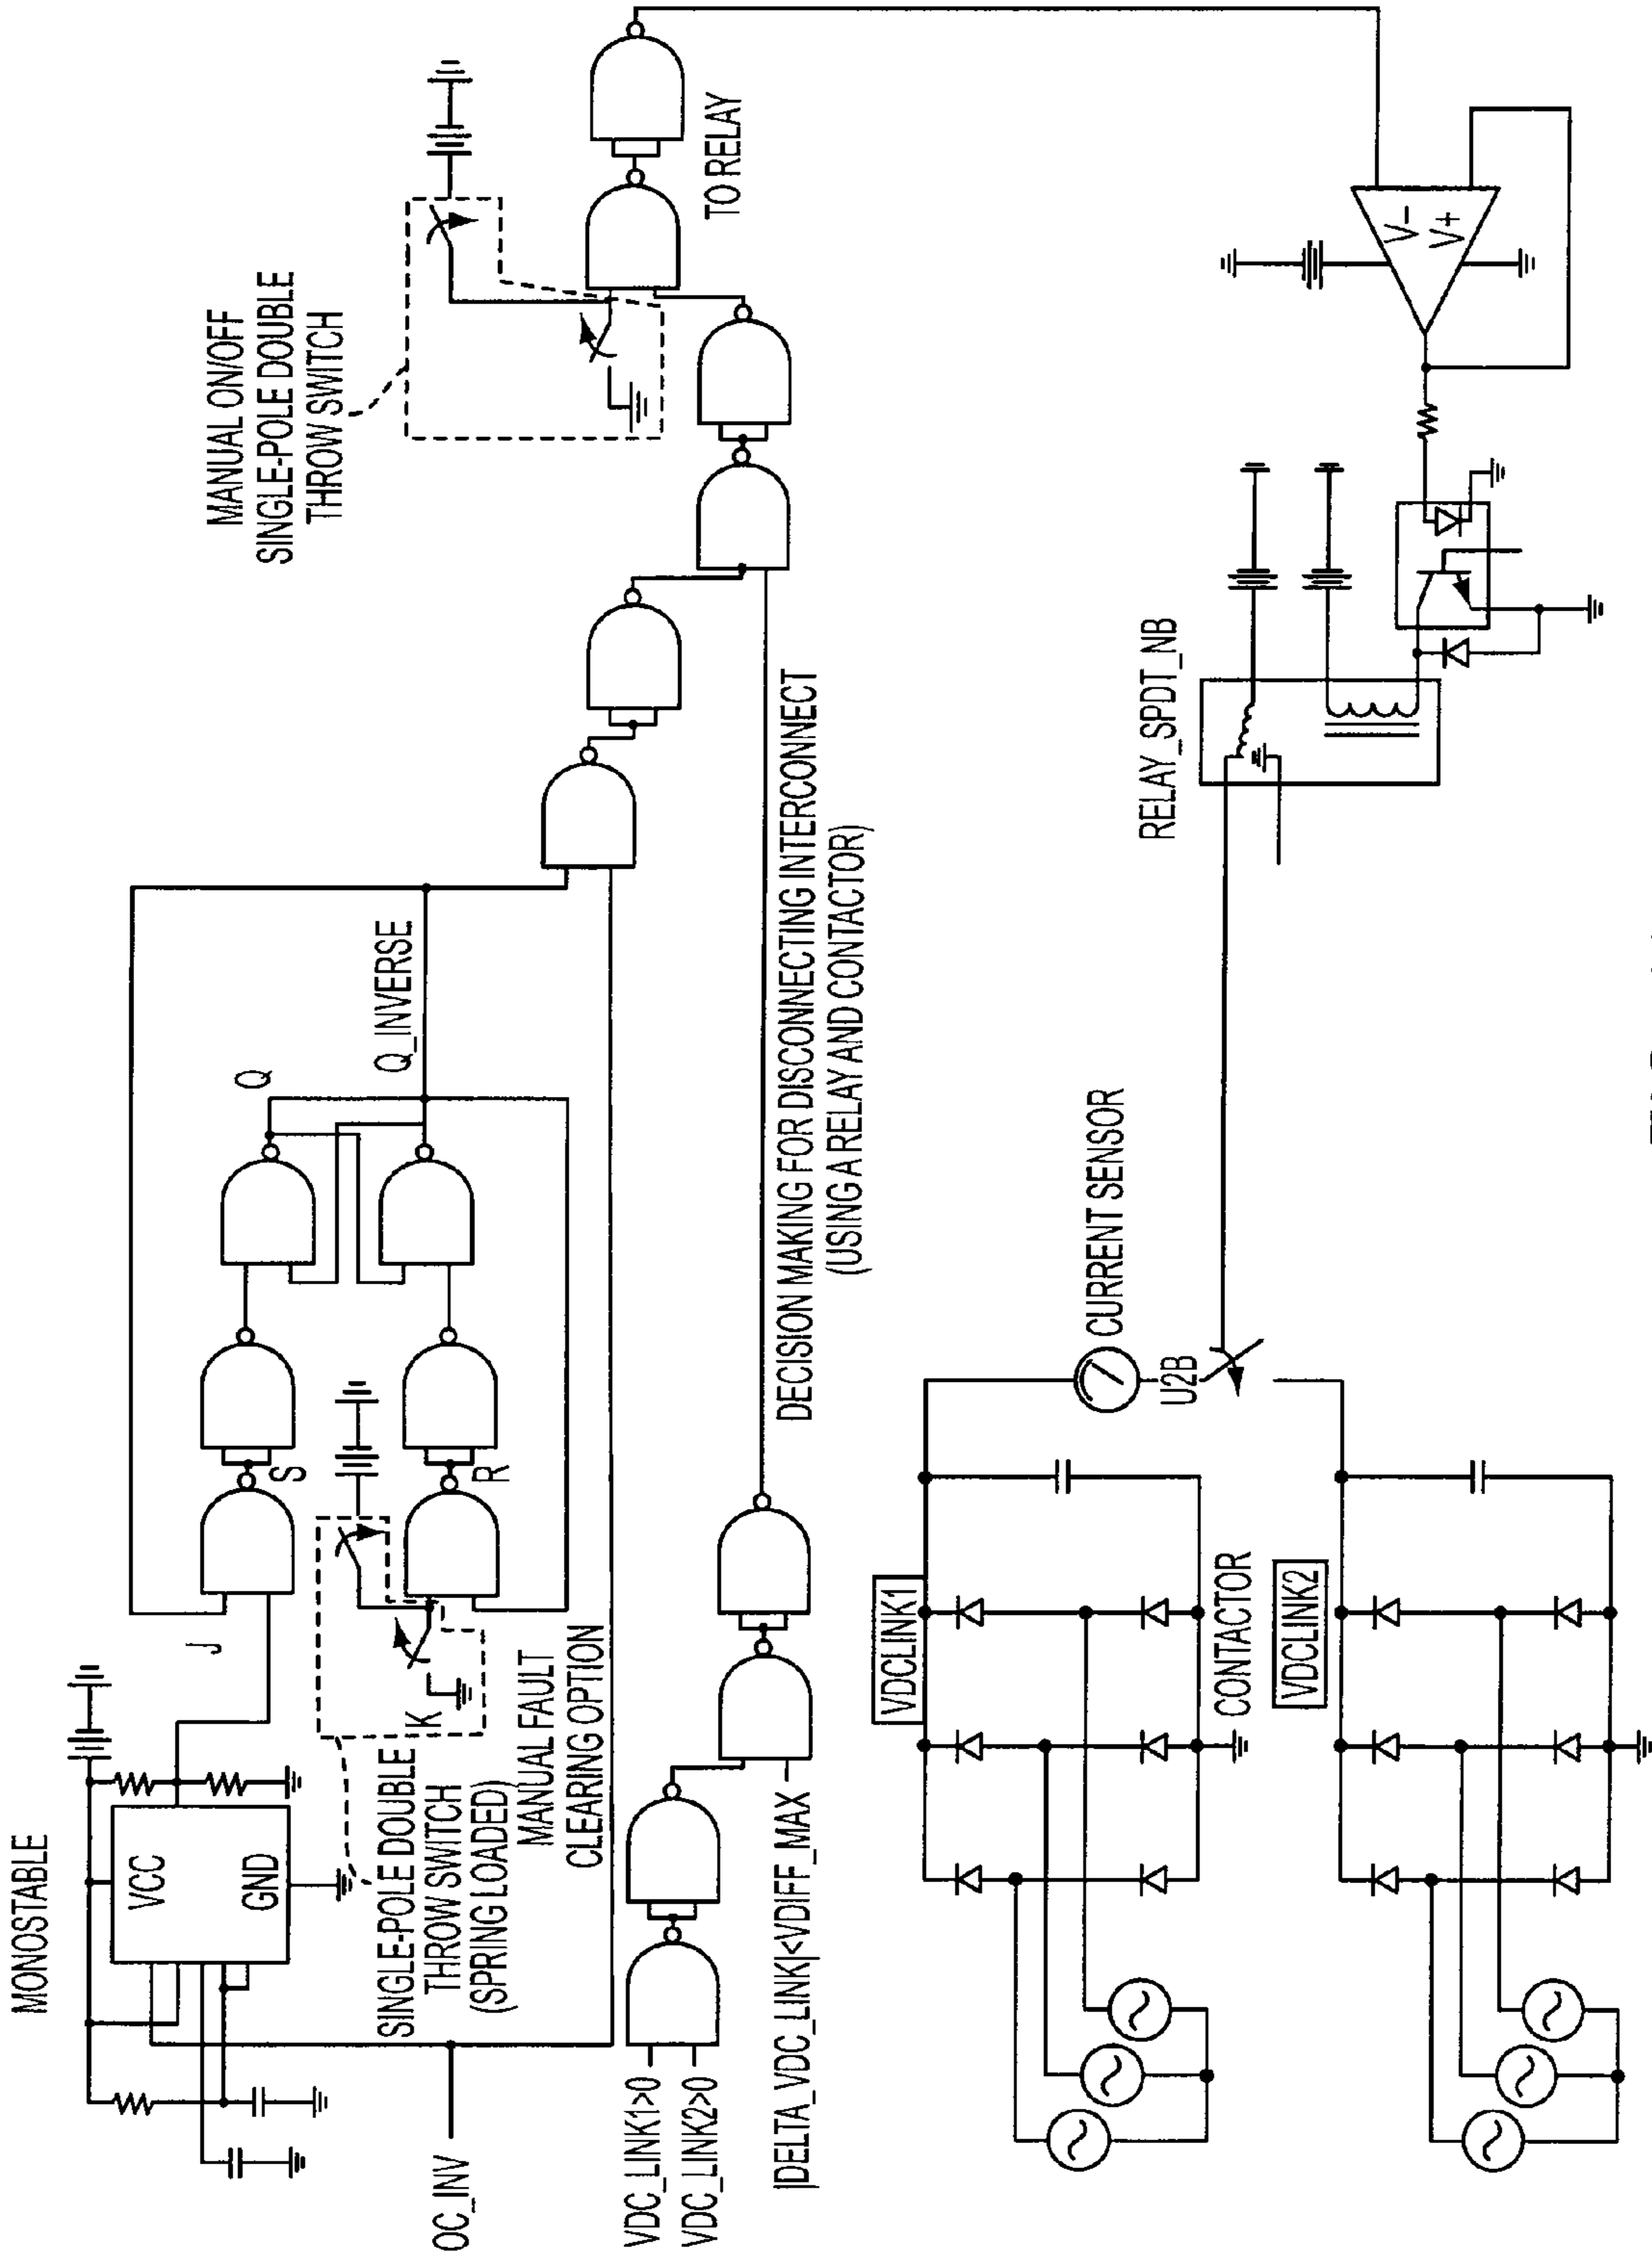 MONOSTABLE
VCC
GND
J
S
Q
Q_INVERSE
K
R
SINGLE-POLE DOUBLE
THROW SWITCH
(SPRING LOADED)
MANUAL FAULT
CLEARING OPTION
OC_INV
VDC_LINK1>0
VDC_LINK2>0
|DELTA_VDC_LINK|<VDIFF_MAX
DECISION MAKING FOR DISCONNECTING INTERCONNECT
(USING A RELAY AND CONTACTOR)
MANUAL ON/OFF
SINGLE-POLE DOUBLE
THROW SWITCH
TO RELAY
V-
V+
RELAY_SPDT_NB
CURRENT SENSOR
U2B
VDCLINK1
CONTACTOR
VDCLINK2